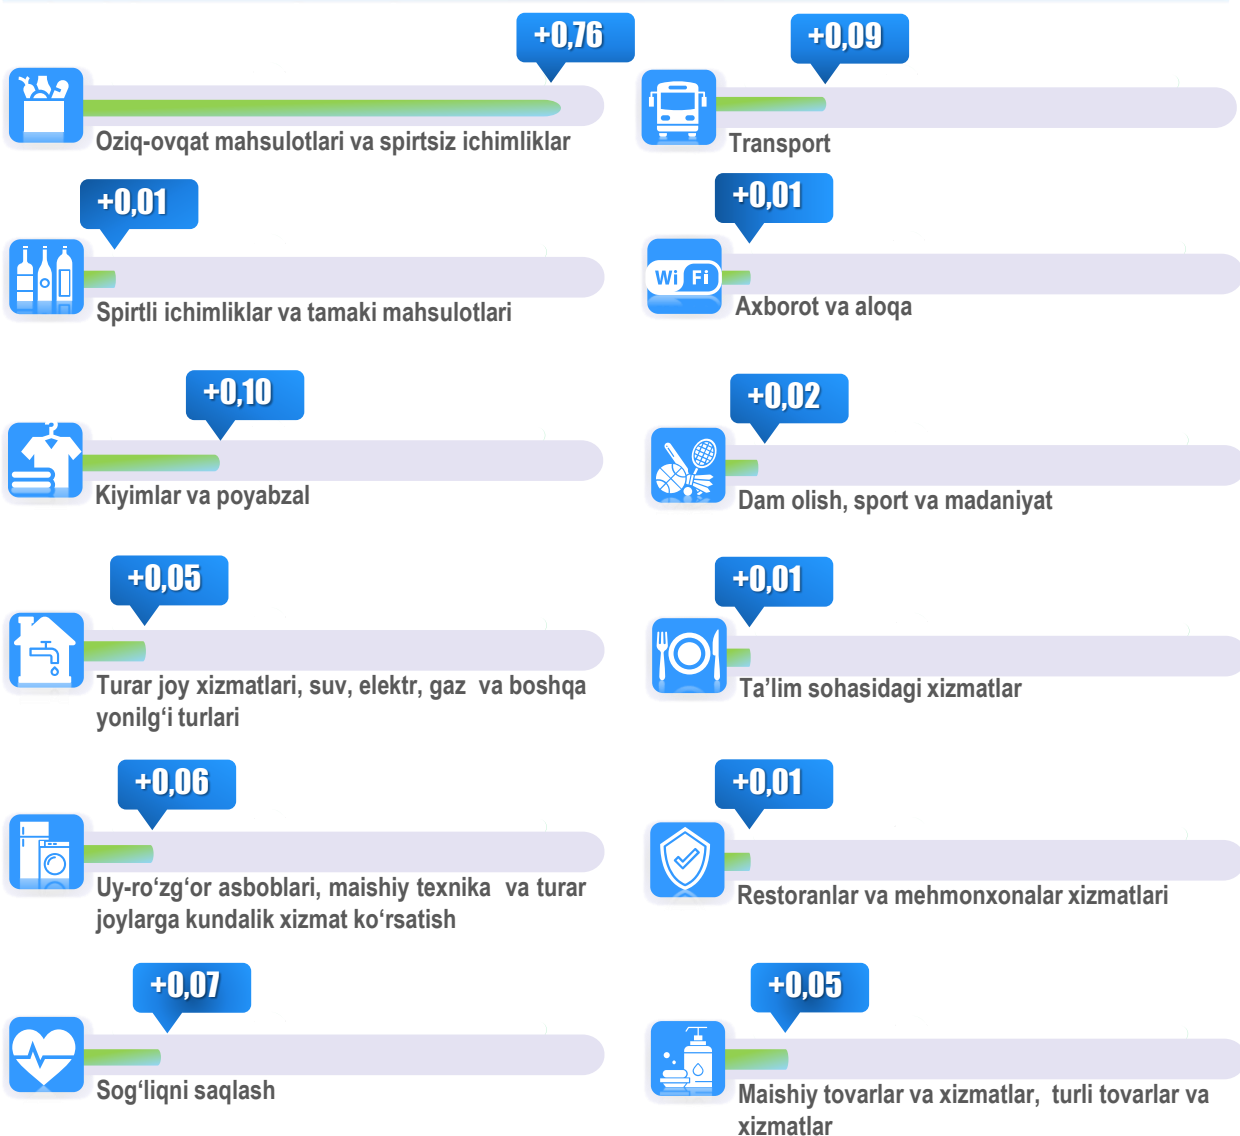 +0,76
Oziq-ovqat mahsulotlari va spirtsiz ichimliklar
+0,09
Transport
+0,01
Spirtli ichimliklar va tamaki mahsulotlari
+0,01
Wi Fi
Axborot va aloqa
+0,10
Kiyimlar va poyabzal
+0,02
Dam olish, sport va madaniyat
+0,05
Turar joy xizmatlari, suv, elektr, gaz va boshqa
yonilg‘i turlari
+0,01
Ta’lim sohasidagi xizmatlar
+0,06
Uy-ro‘zg‘or asboblari, maishiy texnika va turar
joylarga kundalik xizmat ko‘rsatish
+0,01
Restoranlar va mehmonxonalar xizmatlari
+0,07
Sog‘liqni saqlash
+0,05
Maishiy tovarlar va xizmatlar, turli tovarlar va
xizmatlar